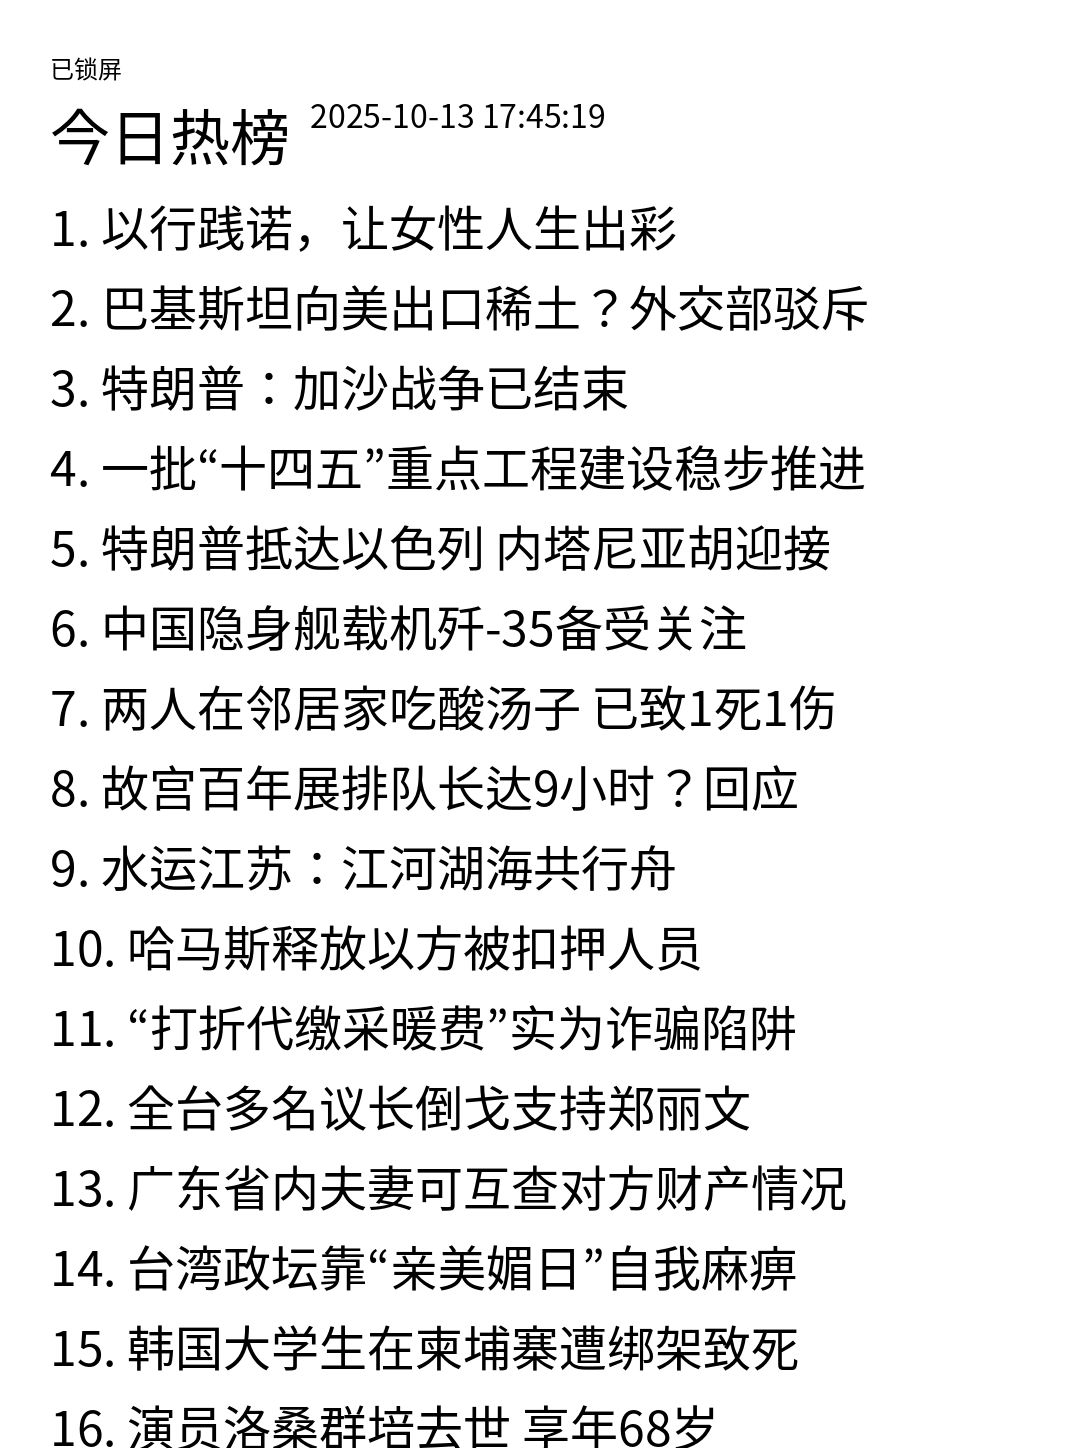 已锁屏
今日热榜 2025-10-13 17:45:19
1. 以行践诺，让女性人生出彩
2. 巴基斯坦向美出口稀土？外交部驳斥
3. 特朗普：加沙战争已结束
4. 一批“十四五”重点工程建设稳步推进
5. 特朗普抵达以色列 内塔尼亚胡迎接
6. 中国隐身舰载机歼-35备受关注
7. 两人在邻居家吃酸汤子 已致1死1伤
8. 故宫百年展排队长达9小时？回应
9. 水运江苏：江河湖海共行舟
10. 哈马斯释放以方被扣押人员
11. “打折代缴采暖费”实为诈骗陷阱
12. 全台多名议长倒戈支持郑丽文
13. 广东省内夫妻可互查对方财产情况
14. 台湾政坛靠“亲美媚日”自我麻痹
15. 韩国大学生在柬埔寨遭绑架致死
16. 演员洛桑群培去世 享年68岁